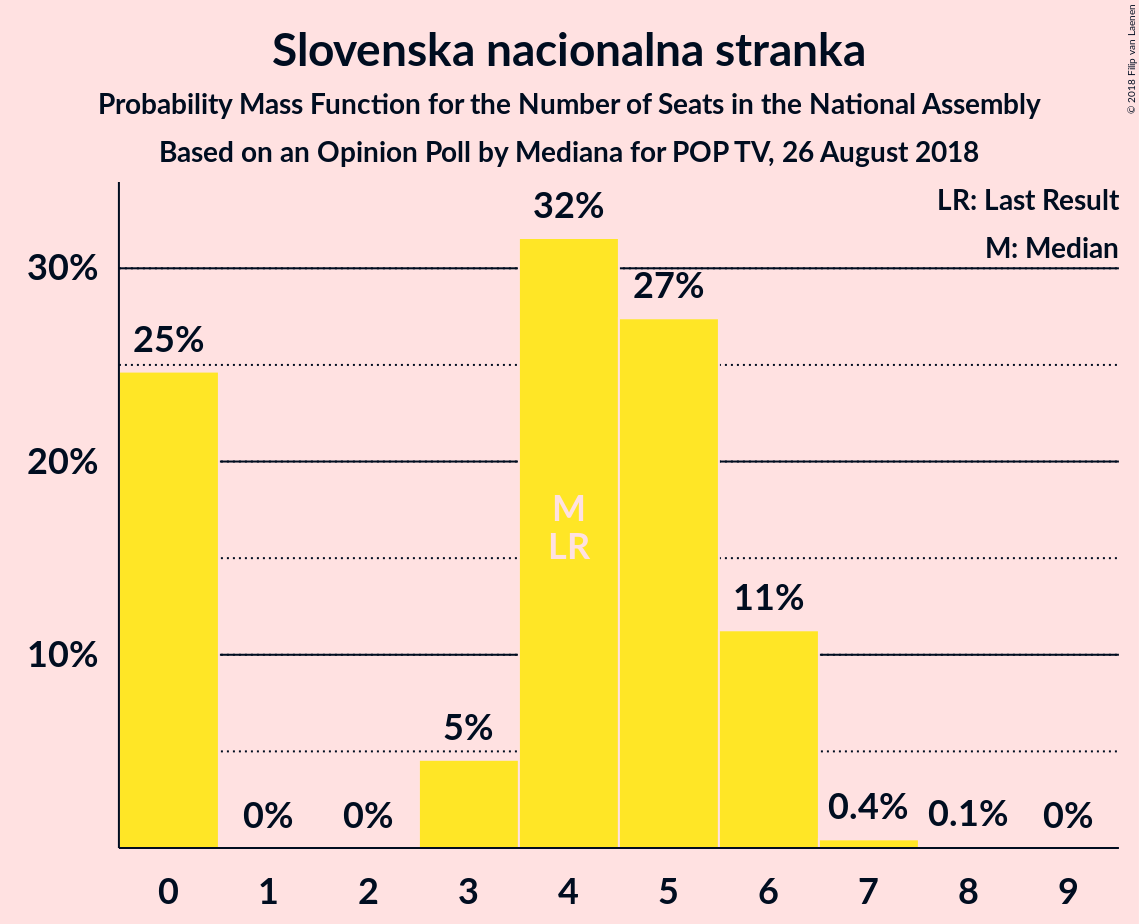 Slovenska nacionalna stranka
Probability Mass Function for the Number of Seats in the National Assembly
Based on an Opinion Poll by Mediana for POP TV, 26 August 2018
© 2018 Filip van Laenen
LR: Last Result
M: Median
30%
20%
10%
25%
0%
0%
5%
32%
27%
11%
0.4%
0.1%
0%
M
LR
0 1 2 3 4 5 6 7 8 9